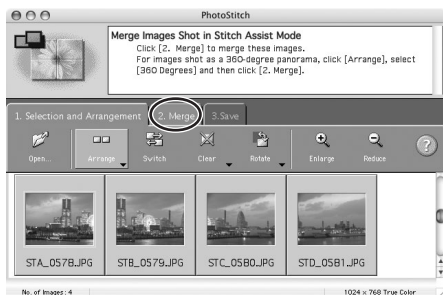 PhotoStitch
Merge Images Shot in Stitch Assist Mode
Click [2. Merge] to merge these images.
For images shot as a 360-degree panorama, click [Arrange], select
[360 Degrees] and then click [2. Merge].
1. Selection and Arrangement 2. Merge 3.Save
Open... Arrange Switch Clear Rotate Enlarge Reduce ?
STA_0578.JPG STB_0579.JPG STC_0580.JPG STD_0581.JPG
No. of Images: 4 1024 x 768 True Color